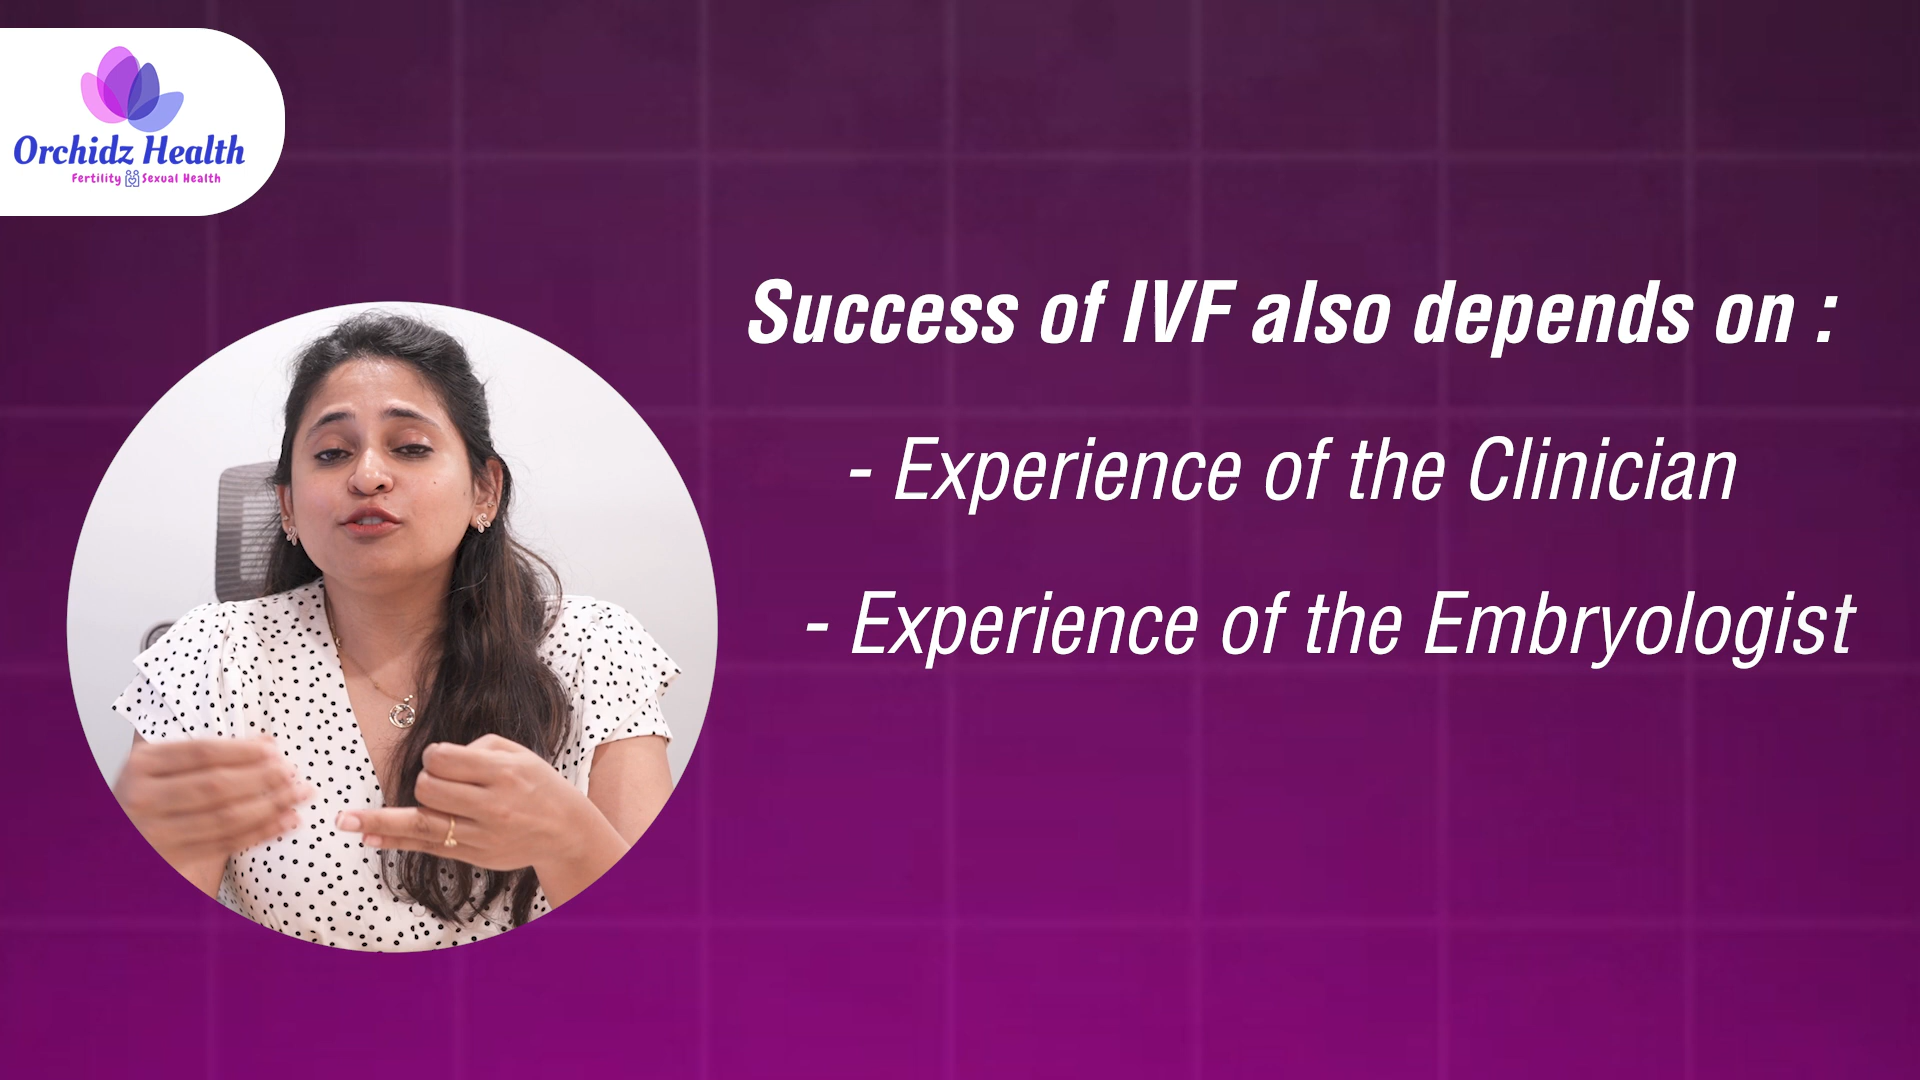 Orchidz Health
Fertility Sexual Health
Success of IVF also depends on :
- Experience of the Clinician
- Experience of the Embryologist